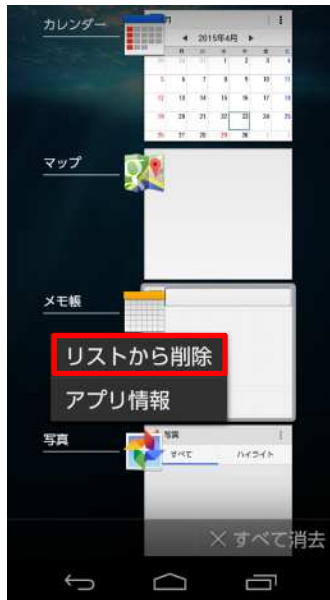 カレンダー
2015年4月
マップ
メモ帳
リストから削除
アプリ情報
写真
写真
すべて
ハイライト
× すべて消去